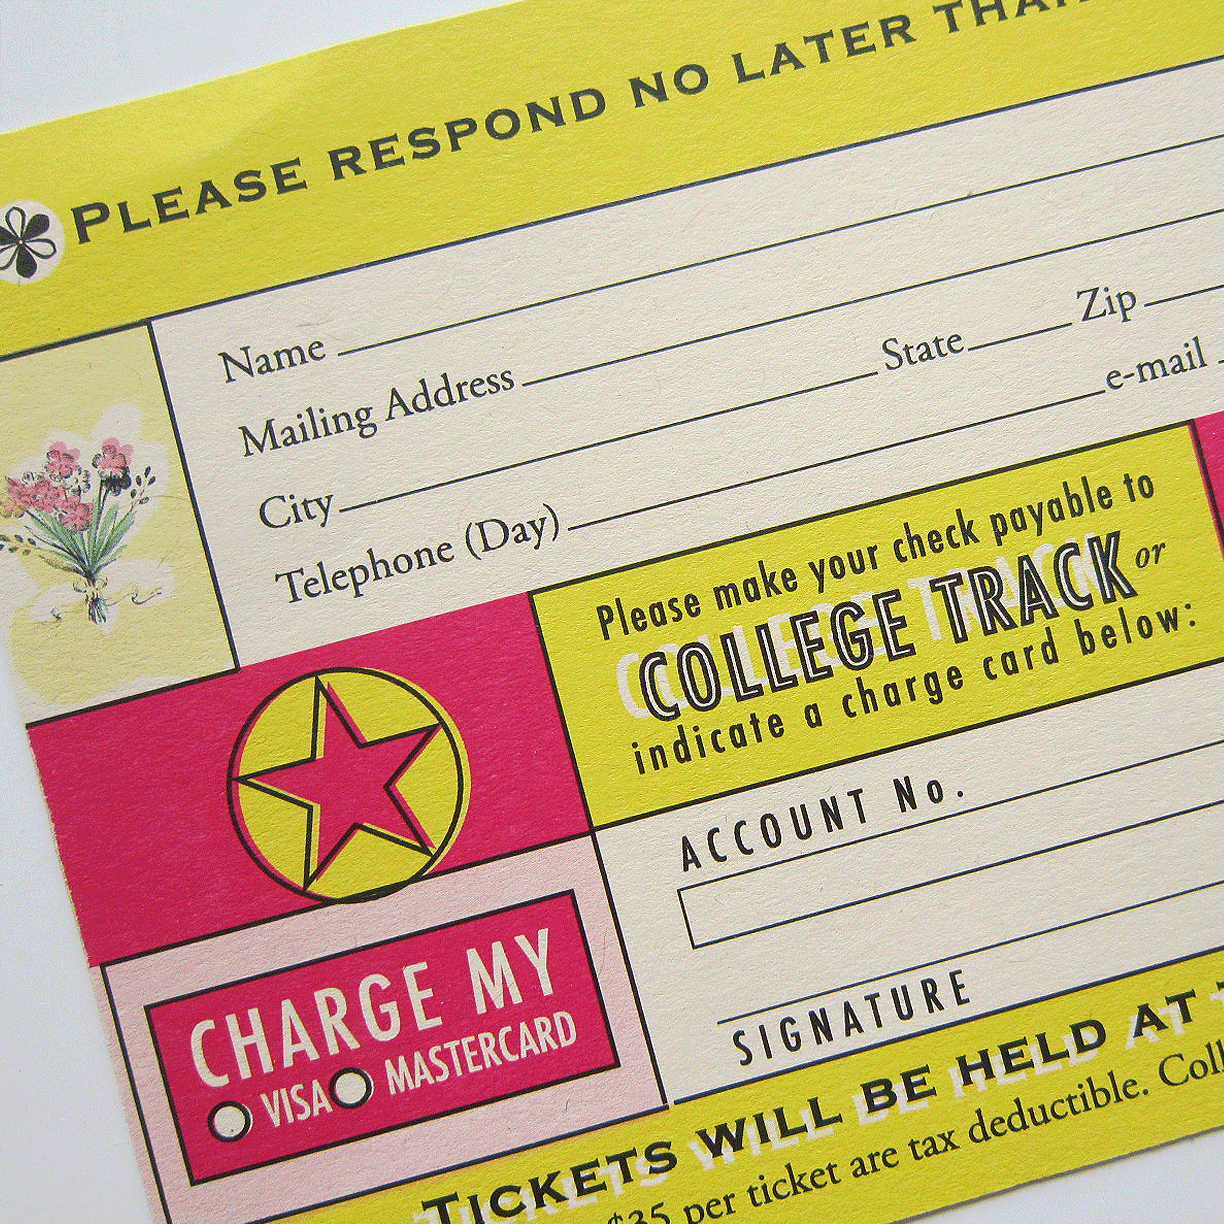 PLEASE RESPOND NO LATER THAN
Name
Mailing Address
City State Zip
Telephone (Day) e-mail
Please make your check payable to
COLLEGE TRACK or
indicate a charge card below:
ACCOUNT No.
SIGNATURE
CHARGE MY
VISA MASTERCARD
TICKETS WILL BE HELD AT
$35 per ticket are tax deductible.